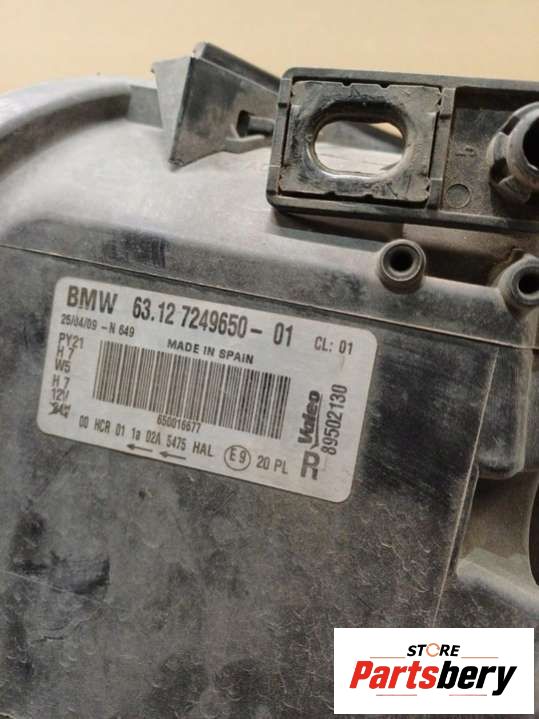 BMW 63.12 7249650-01 CL: 01
25/04/09 - N 649
MADE IN SPAIN
PY21
H 7
W5
H 7
12V
650016677
00 HCR 01 1a 02A 5475 HAL E9 20 PL
Valeo
89502130
STORE
Partsbery